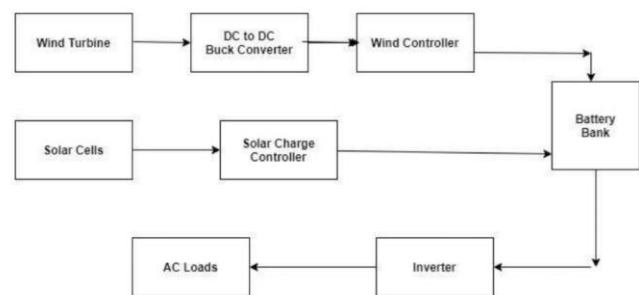 Wind Turbine
DC to DC
Buck Converter
Wind Controller
Battery
Bank
Solar Cells
Solar Charge
Controller
AC Loads
Inverter